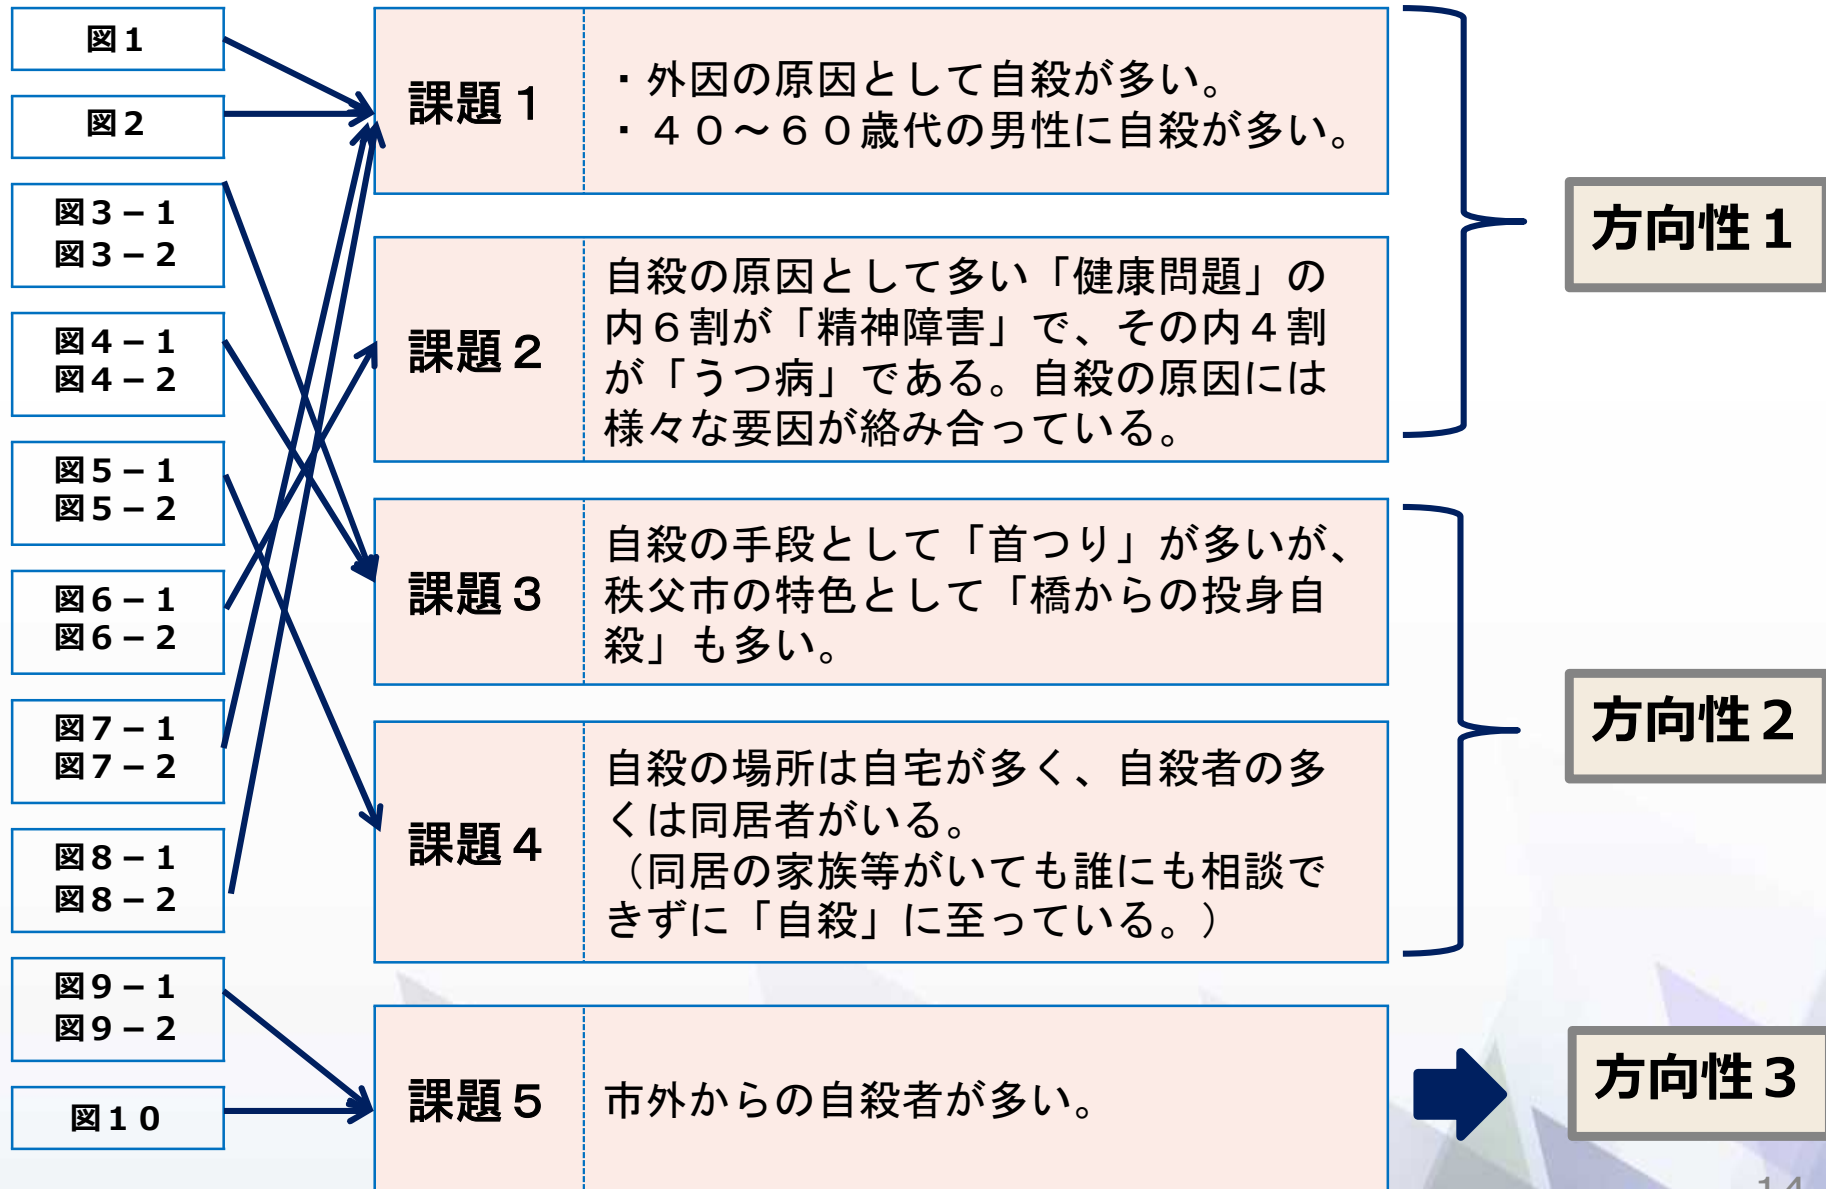 図１
図２
図３－１
図３－２
図４－１
図４－２
図５－１
図５－２
図６－１
図６－２
図７－１
図７－２
図８－１
図８－２
図９－１
図９－２
図１０
課題１
・外因の原因として自殺が多い。
・４０～６０歳代の男性に自殺が多い。
課題２
自殺の原因として多い「健康問題」の
内６割が「精神障害」で、その内４割
が「うつ病」である。自殺の原因には
様々な要因が絡み合っている。
課題３
自殺の手段として「首つり」が多いが、
秩父市の特色として「橋からの投身自
殺」も多い。
課題４
自殺の場所は自宅が多く、自殺者の多
くは同居者がいる。
（同居の家族等がいても誰にも相談で
きずに「自殺」に至っている。）
課題５
市外からの自殺者が多い。
方向性１
方向性２
方向性３
14